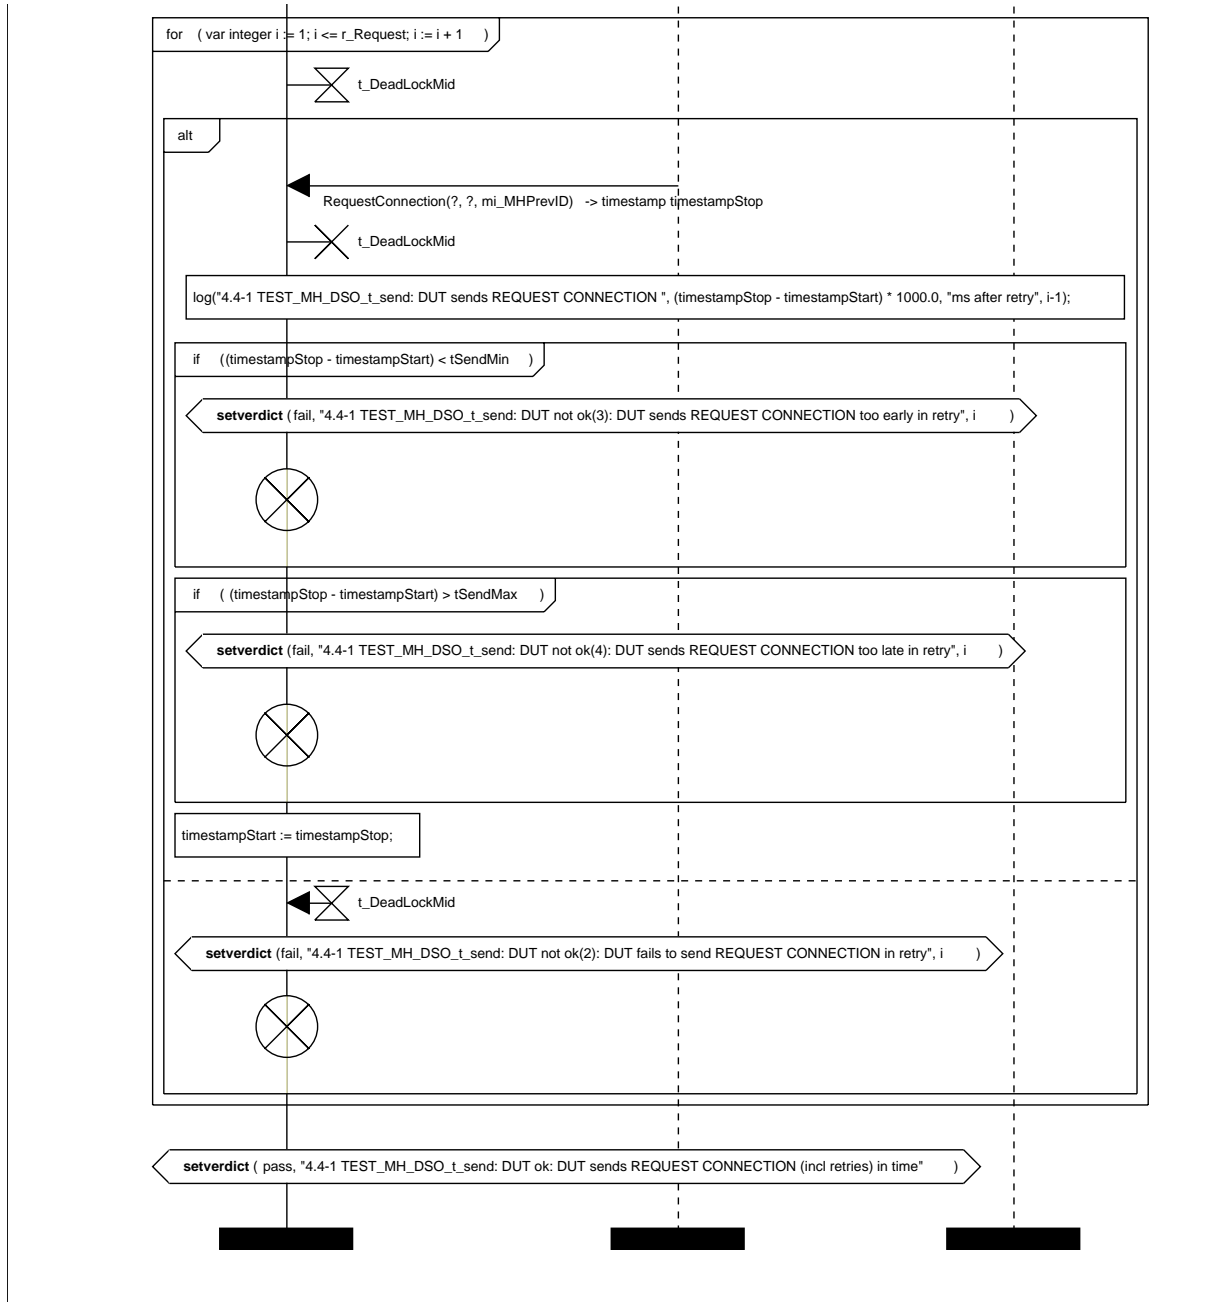 for ( var integer i := 1; i <= r_Request; i := i + 1 )
t_DeadLockMid
alt
RequestConnection(?, ?, mi_MHPrevID) -> timestamp timestampStop
t_DeadLockMid
log("4.4-1 TEST_MH_DSO_t_send: DUT sends REQUEST CONNECTION ", (timestampStop - timestampStart) * 1000.0, "ms after retry", i-1);
if ((timestampStop - timestampStart) < tSendMin )
setverdict (fail, "4.4-1 TEST_MH_DSO_t_send: DUT not ok(3): DUT sends REQUEST CONNECTION too early in retry", i )
if ( (timestampStop - timestampStart) > tSendMax )
setverdict (fail, "4.4-1 TEST_MH_DSO_t_send: DUT not ok(4): DUT sends REQUEST CONNECTION too late in retry", i )
timestampStart := timestampStop;
t_DeadLockMid
setverdict (fail, "4.4-1 TEST_MH_DSO_t_send: DUT not ok(2): DUT fails to send REQUEST CONNECTION in retry", i )
setverdict ( pass, "4.4-1 TEST_MH_DSO_t_send: DUT ok: DUT sends REQUEST CONNECTION (incl retries) in time" )